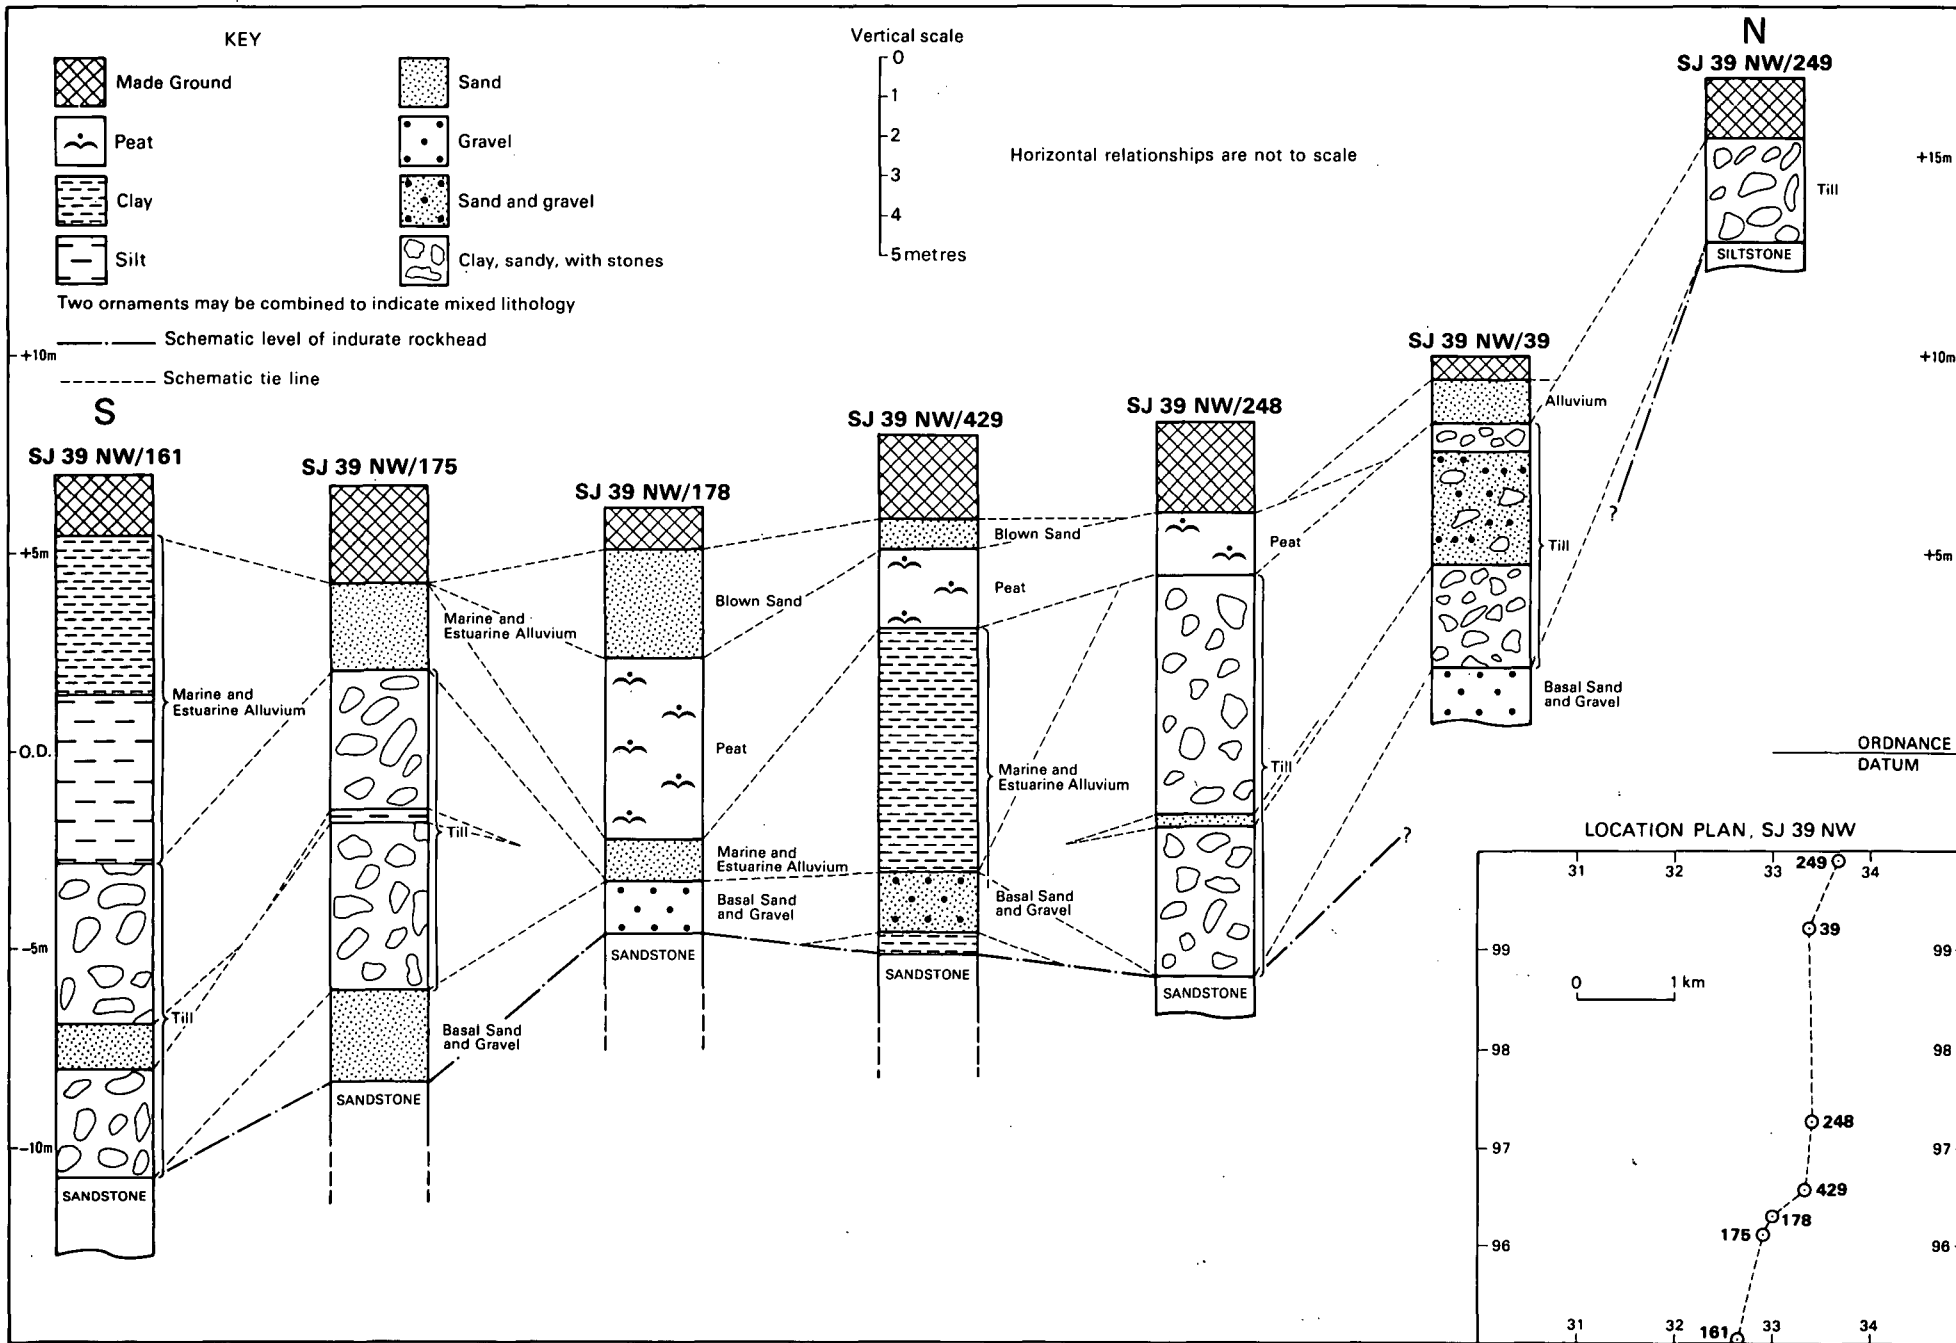 KEY
Made Ground
Peat
Clay
Silt
Sand
Gravel
Sand and gravel
Clay, sandy, with stones
Two ornaments may be combined to indicate mixed lithology
Schematic level of indurate rockhead
Schematic tie line
Vertical scale
0
1
2
3
4
5 metres
Horizontal relationships are not to scale
N
SJ 39 NW/249
+15m
Till
SILTSTONE
+10m
+10m
SJ 39 NW/39
Alluvium
Till
?
Basal Sand
and Gravel
S
SJ 39 NW/161
SJ 39 NW/175
SJ 39 NW/178
SJ 39 NW/429
SJ 39 NW/248
+5m
+5m
Blown Sand
Peat
Peat
Blown Sand
Marine and
Estuarine Alluvium
Marine and
Estuarine Alluvium
Peat
O.D.
ORDNANCE
DATUM
Marine and
Estuarine Alluvium
Till
Till
?
Marine and
Estuarine Alluvium
Basal Sand
and Gravel
Basal Sand
and Gravel
-5m
SANDSTONE
SANDSTONE
SANDSTONE
Till
Basal Sand
and Gravel
SANDSTONE
-10m
SANDSTONE
LOCATION PLAN, SJ 39 NW
31
32
33
34
249
39
99
99
0
1 km
98
98
248
97
97
429
178
175
96
96
161
31
32
33
34